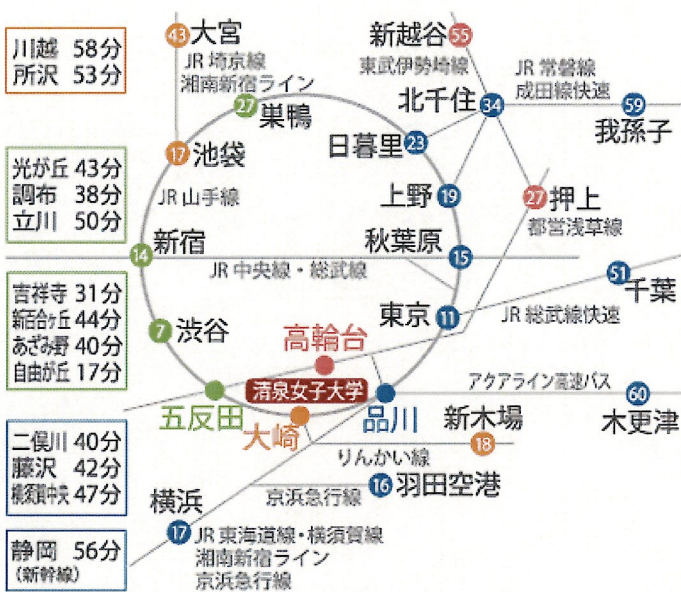 川越 58分
所沢 53分
43 大宮
JR 埼京線
湘南新宿ライン
27
巣鴨
新越谷 55
東武伊勢崎線
JR 常磐線
成田線快速
北千住
34
59
我孫子
光が丘 43分
調布 38分
立川 50分
17 池袋
JR 山手線
日暮里 23
上野 19
27 押上
都営浅草線
14 新宿
秋葉原
15
JR 中央線・総武線
51
千葉
吉祥寺 31分
新百合ヶ丘 44分
あざみ野 40分
自由が丘 17分
7 渋谷
東京 11
JR 総武線快速
高輪台
清泉女子大学
五反田
大崎
品川
アクアライン高速バス
60
木更津
新木場
18
りんかい線
二俣川 40分
藤沢 42分
横須賀中央 47分
16 羽田空港
京浜急行線
横浜
17
JR 東海道線・横須賀線
湘南新宿ライン
京浜急行線
静岡 56分
(新幹線)